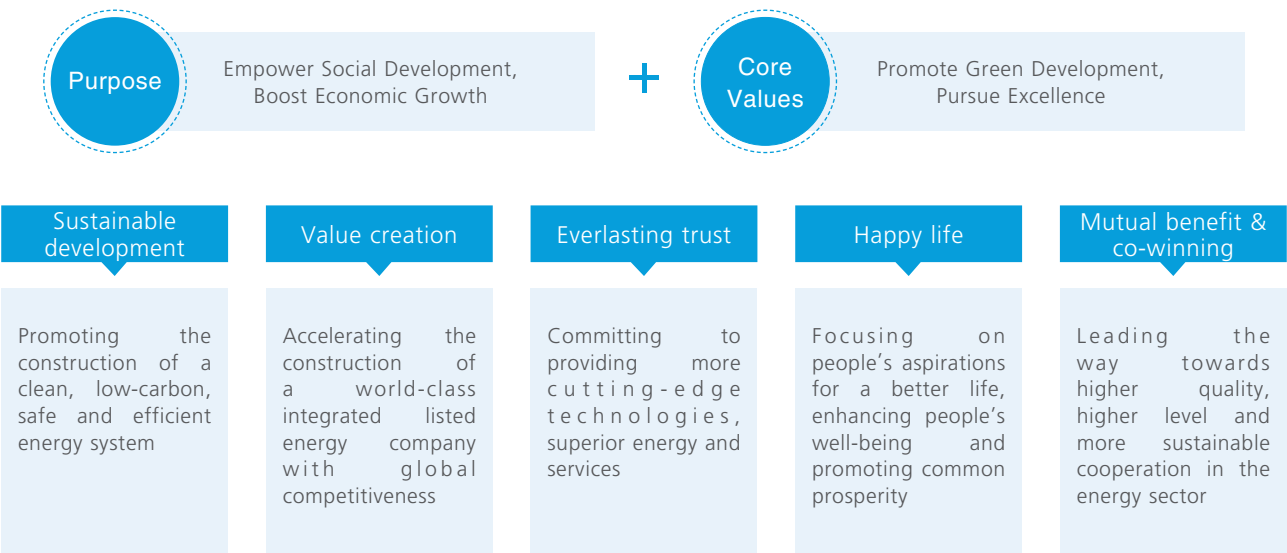 Purpose
Empower Social Development,
Boost Economic Growth
+
Core
Values
Promote Green Development,
Pursue Excellence
Sustainable
development
Promoting the
construction of a
clean, low-carbon,
safe and efficient
energy system
Value creation
Accelerating the
construction of
a world-class
integrated listed
energy company
with global
competitiveness
Everlasting trust
Committing to
providing more
cutting-edge
technologies,
superior energy and
services
Happy life
Focusing on
people’s aspirations
for a better life,
enhancing people’s
well-being and
promoting common
prosperity
Mutual benefit &
co-winning
Leading the
way towards
higher quality,
higher level and
more sustainable
cooperation in the
energy sector